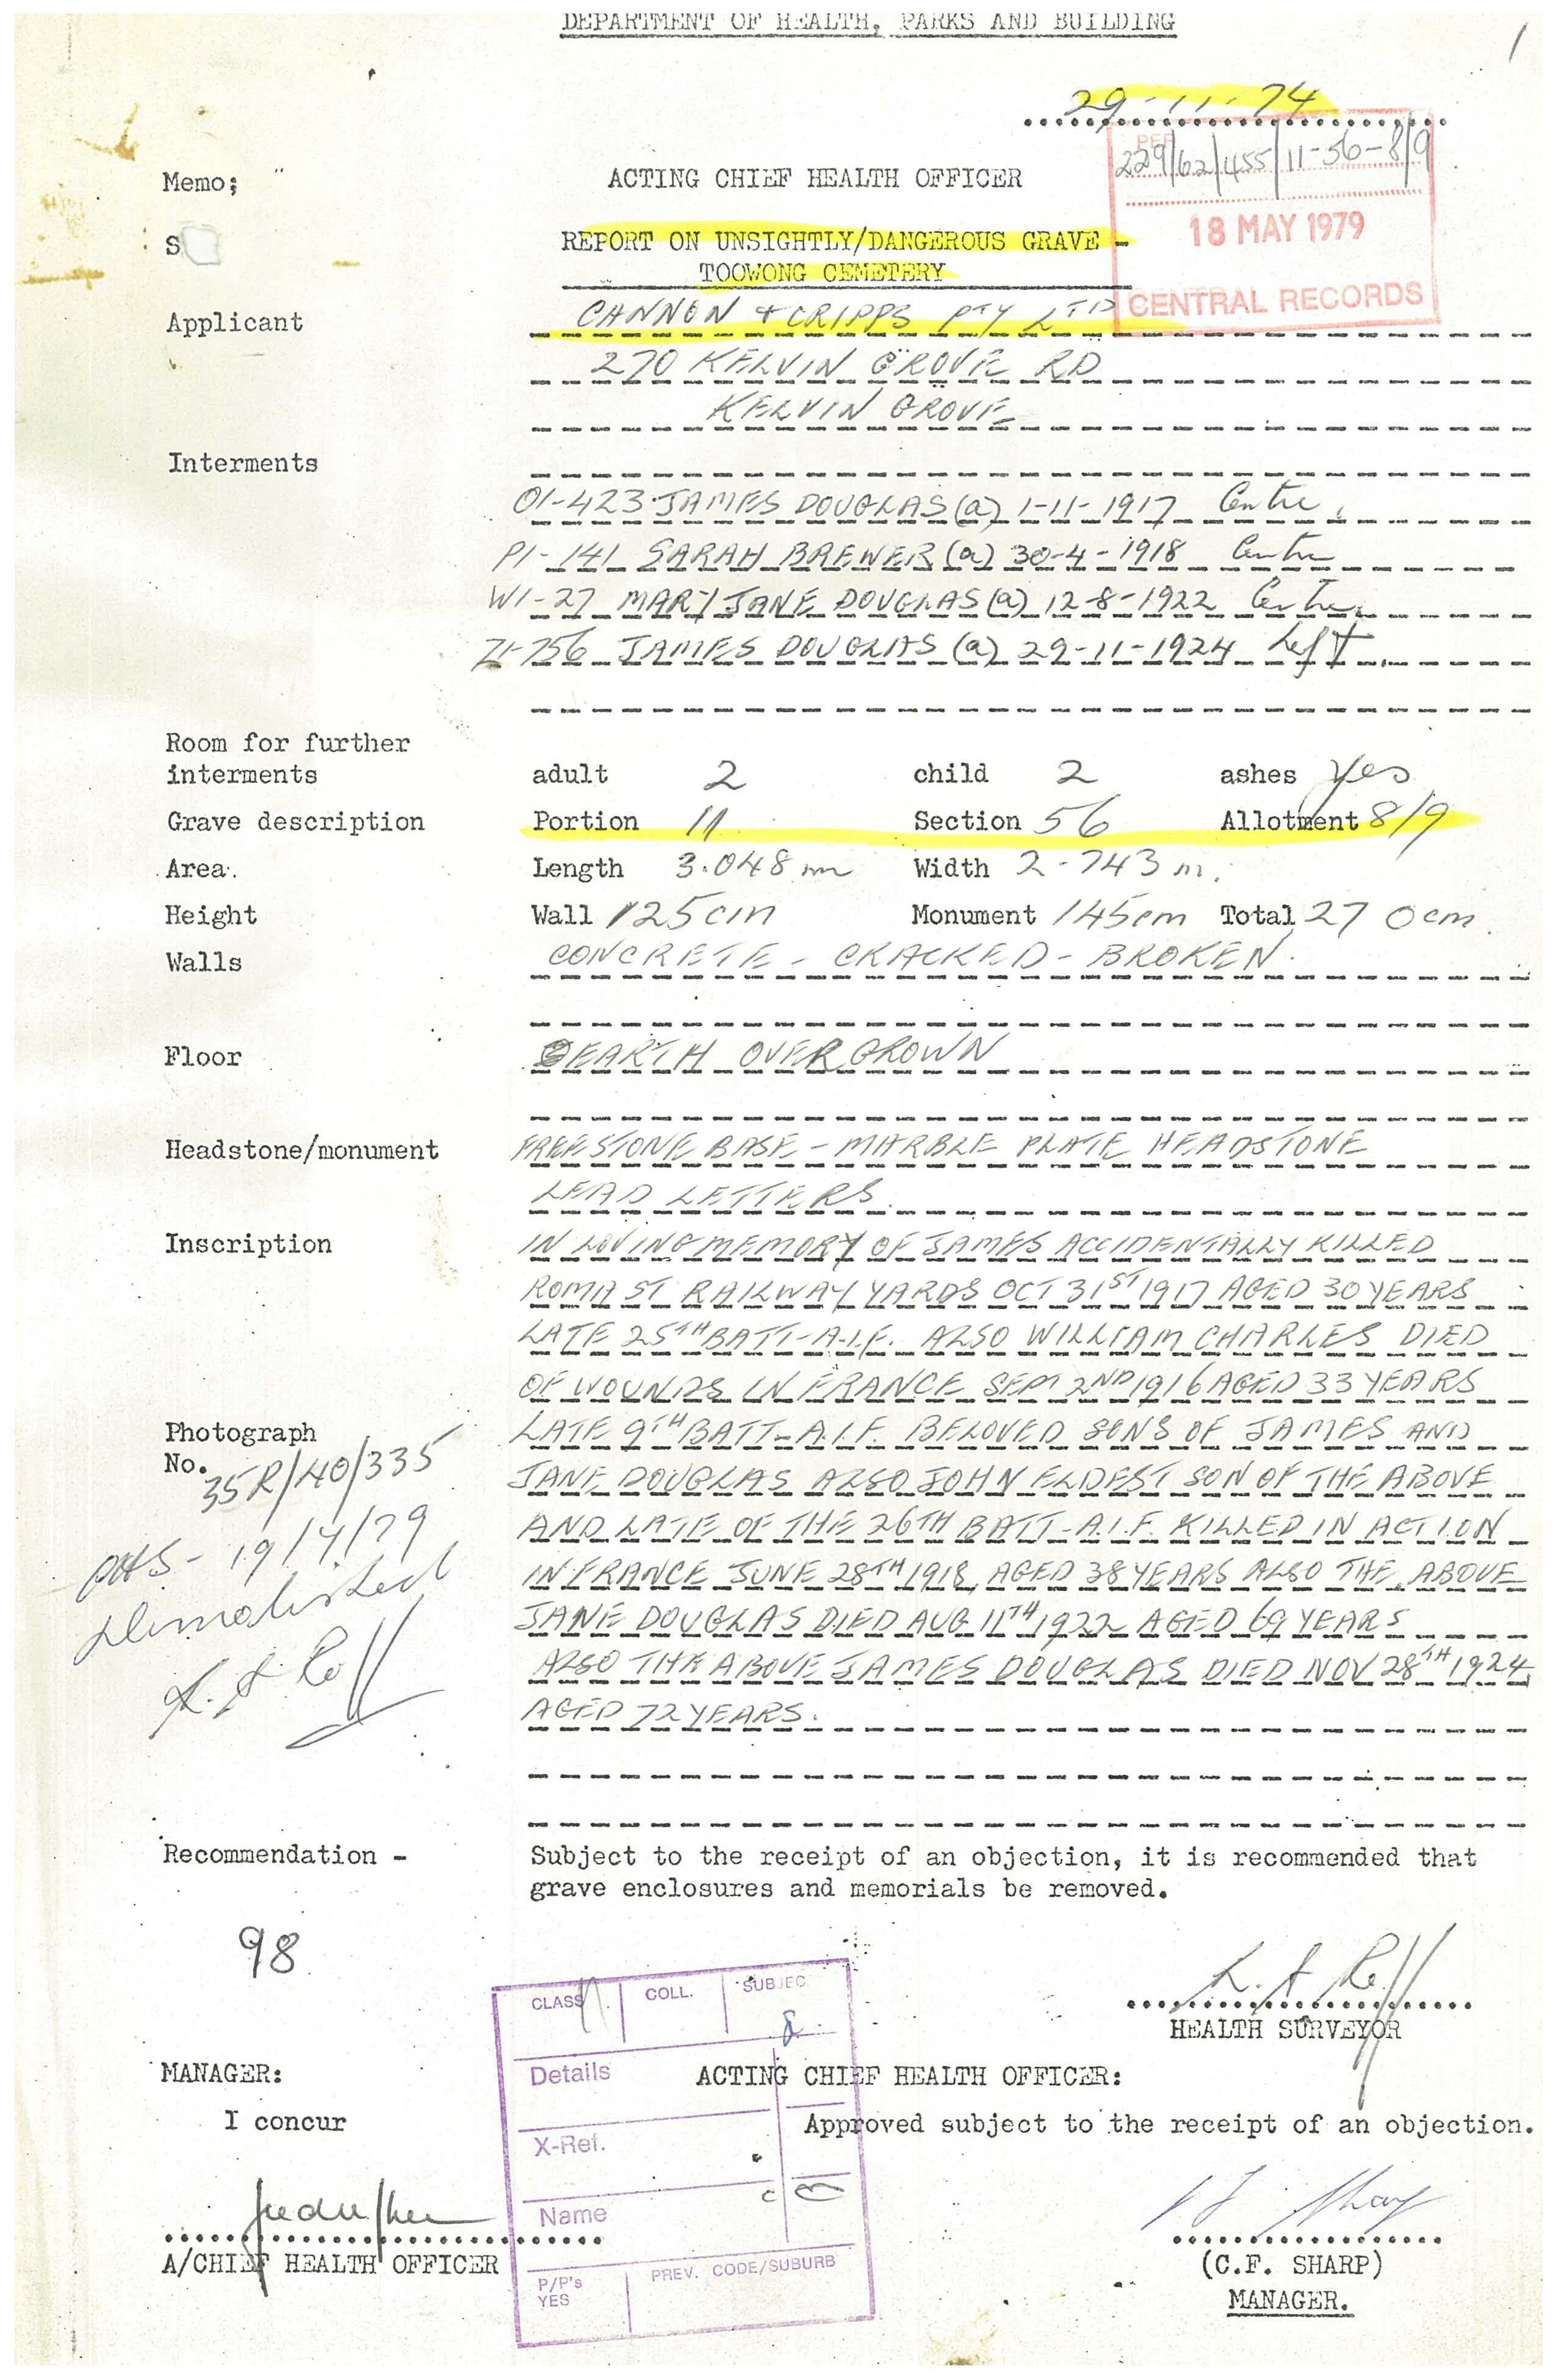 DEPARTMENT OF HEALTH, PARKS AND BUILDING
29-11-74
REF
229/62/455/11-56-8/9
18 MAY 1979
CENTRAL RECORDS
Memo;
ACTING CHIEF HEALTH OFFICER
S
REPORT ON UNSIGHTLY/DANGEROUS GRAVE -
TOOWONG CEMETERY
Applicant
CANNON + CRIPPS PTY LTD
270 KELVIN GROVE RD
KELVIN GROVE
Interments
O1-423 JAMES DOUGLAS (a) 1-11-1917 Centre.
P1-141 SARAH BREWER (a) 30-4-1918 Centre
W1-27 MARY JANE DOUGLAS (a) 12-8-1922 Centre.
Z1-756 JAMES DOUGLAS (a) 29-11-1924 Left.
Room for further
interments adult 2 child 2 ashes yes
Grave description Portion 11 Section 56 Allotment 8/9
Area. Length 3.048 m Width 2-743 m.
Height Wall 125cm Monument 145cm Total 270cm.
Walls CONCRETE - CRACKED - BROKEN.
Floor EARTH OVERGROWN
Headstone/monument FREESTONE BASE - MARBLE PLATE HEADSTONE
LEAD LETTERS.
Inscription IN LOVING MEMORY OF JAMES ACCIDENTALLY KILLED
ROMA ST RAILWAY YARDS OCT 31ST 1917 AGED 30 YEARS
LATE 25TH BATT-A.I.F. ALSO WILLIAM CHARLES DIED
OF WOUNDS IN FRANCE SEPT 2ND 1916 AGED 33 YEARS
LATE 9TH BATT-A.I.F. BELOVED SONS OF JAMES AND
JANE DOUGLAS ALSO JOHN ELDEST SON OF THE ABOVE
AND LATE OF THE 26TH BATT-A.I.F. KILLED IN ACTION
IN FRANCE JUNE 28TH 1918, AGED 38 YEARS ALSO THE ABOVE
JANE DOUGLAS DIED AUG 11TH 1922 AGED 69 YEARS
ALSO THE ABOVE JAMES DOUGLAS DIED NOV 28TH 1924,
AGED 72 YEARS.
Photograph
No. 35R/40/335
19/4/79
L. A. Roff
Recommendation - Subject to the receipt of an objection, it is recommended that
grave enclosures and memorials be removed.
98
L. A. Roff
HEALTH SURVEYOR
CLASS 11 COLL. SUBJEC
8
Details
X-Ref.
Name
P/P's
YES
PREV. CODE/SUBURB
MANAGER:
I concur
A/CHIEF HEALTH OFFICER
ACTING CHIEF HEALTH OFFICER:
Approved subject to the receipt of an objection.
(C.F. SHARP)
MANAGER.